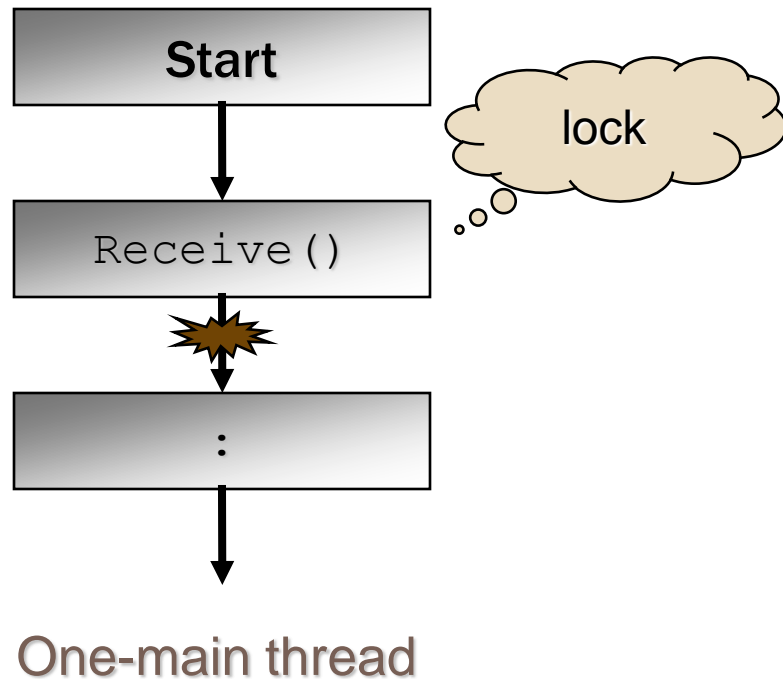 Start
lock
Receive()
:
One-main thread